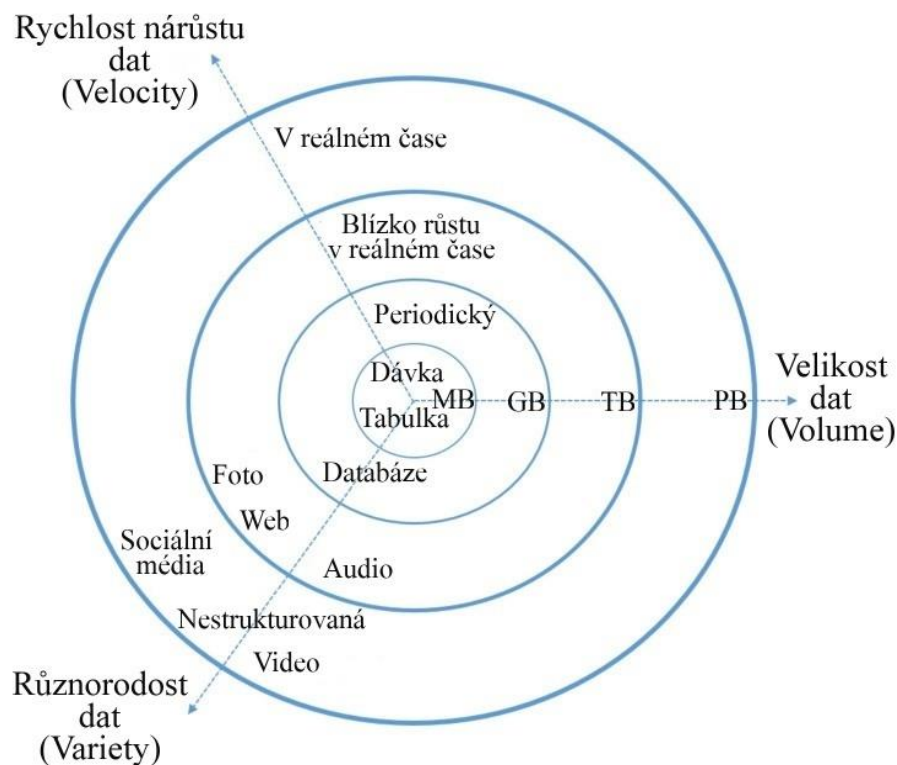 Rychlost nárůstu
dat
(Velocity)
V reálném čase
Blízko růstu
v reálném čase
Periodický
Dávka
Tabulka
MB
GB
TB
PB
Velikost
dat
(Volume)
Databáze
Foto
Web
Audio
Sociální
média
Nestrukturovaná
Video
Různorodost
dat
(Variety)